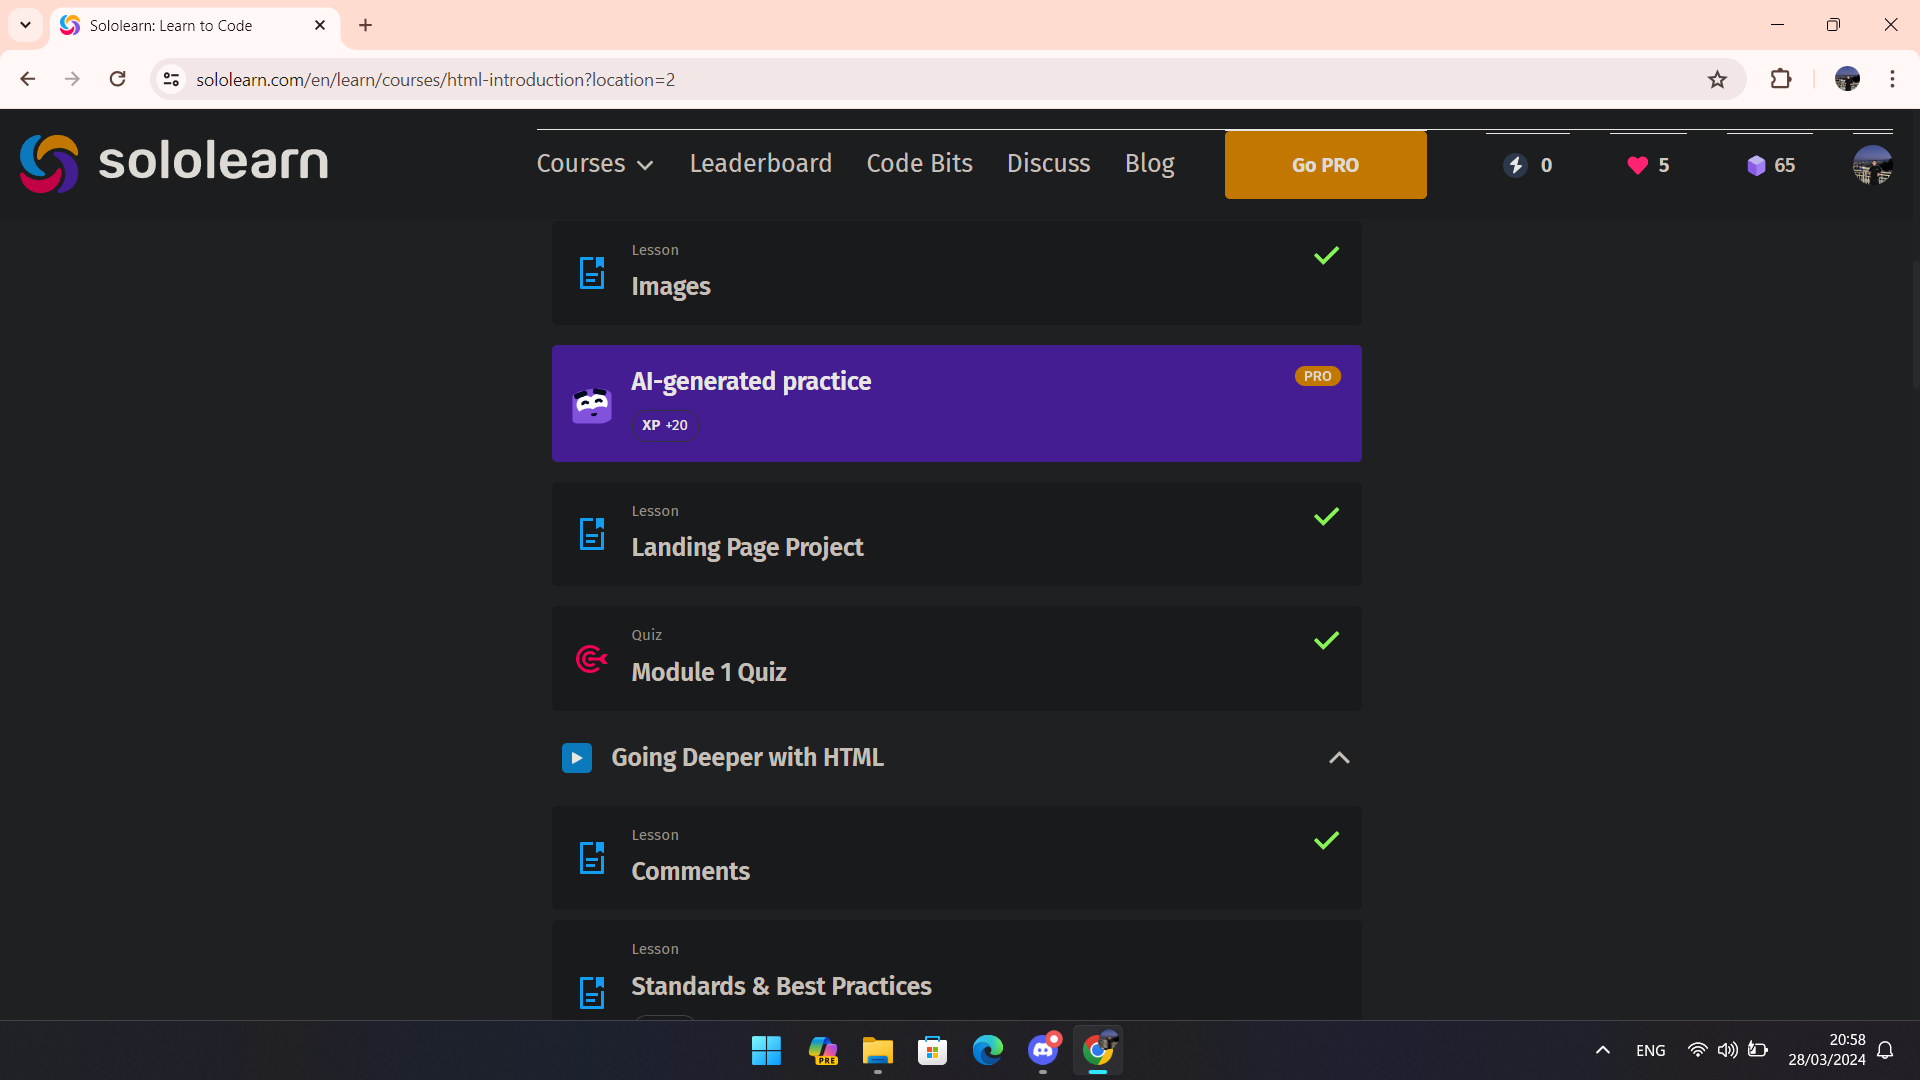 Sololearn: Learn to Code
sololearn.com/en/learn/courses/html-introduction?location=2
sololearn
Courses Leaderboard Code Bits Discuss Blog Go PRO 0 5 65
Lesson
Images
AI-generated practice PRO
XP +20
Lesson
Landing Page Project
Quiz
Module 1 Quiz
Going Deeper with HTML
Lesson
Comments
Lesson
Standards & Best Practices
PRE
ENG
20:58
28/03/2024